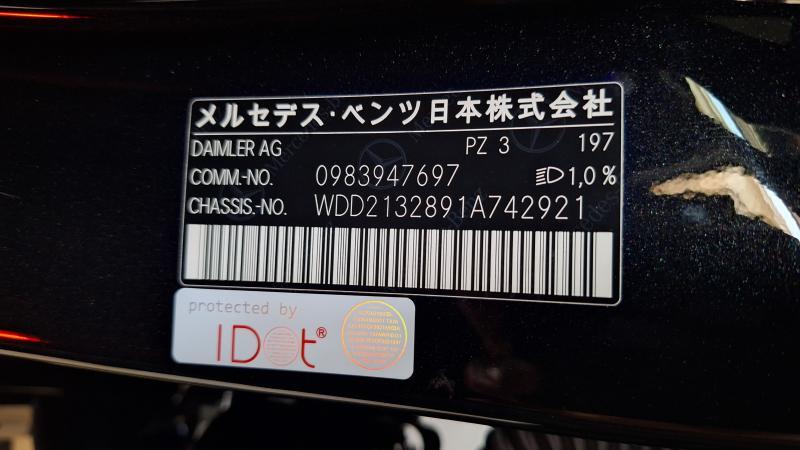 メルセデス・ベンツ日本株式会社
DAIMLER AG PZ 3 197
COMM.-NO. 0983947697 1,0 %
CHASSIS.-NO. WDD2132891A742921
protected by
IDOt®